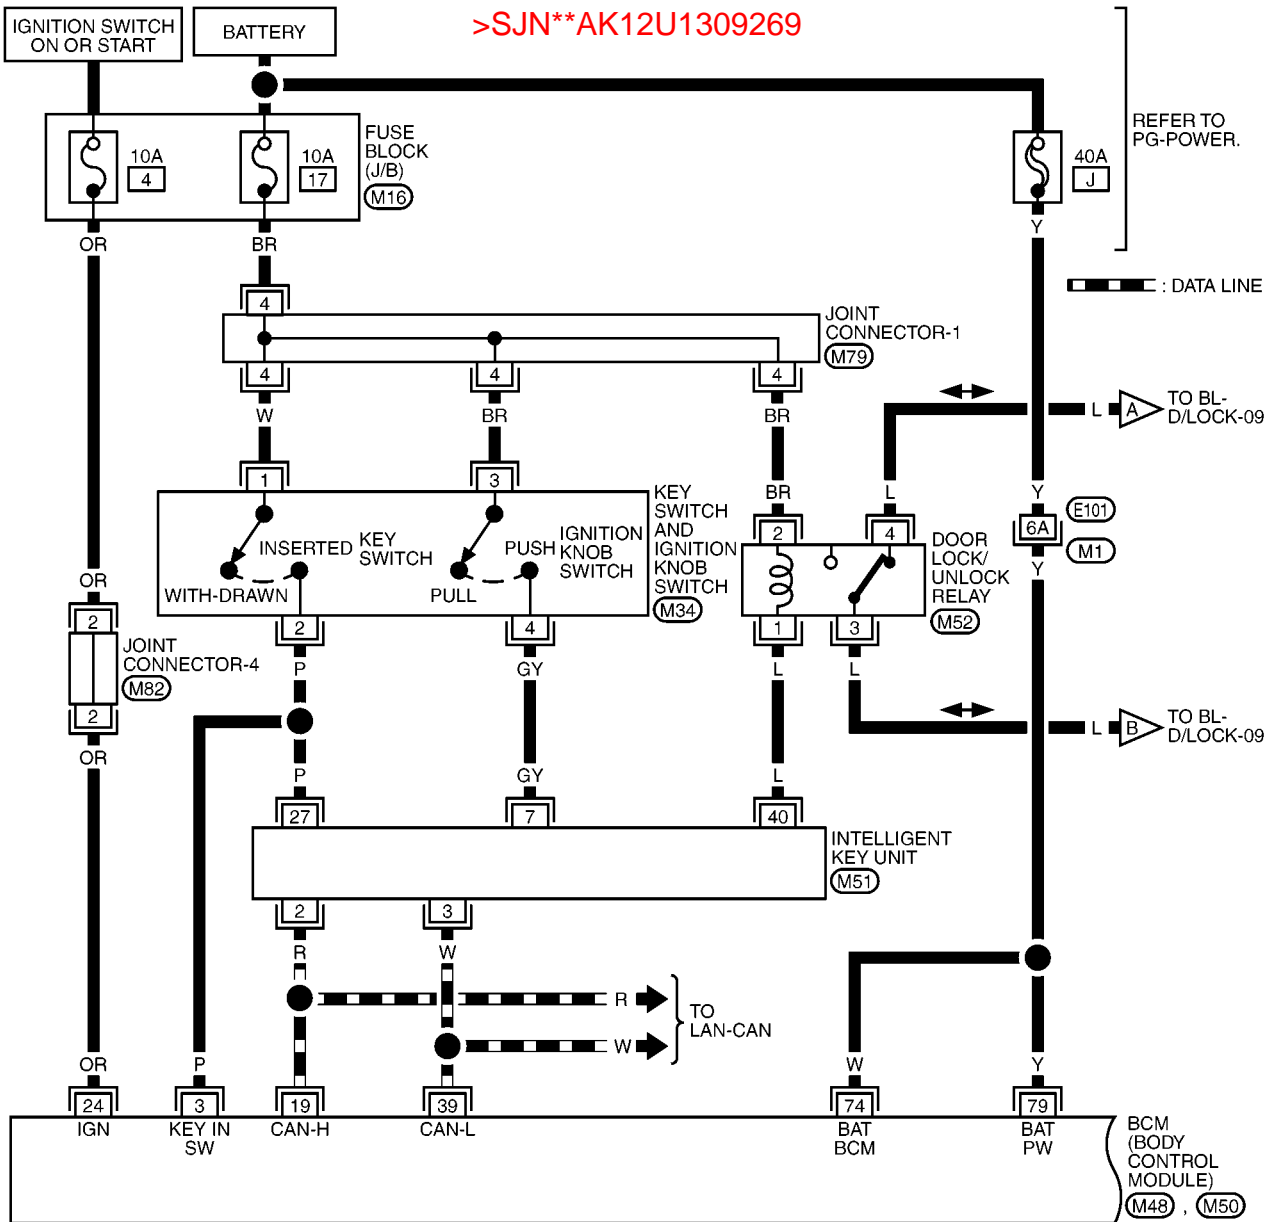 IGNITION SWITCH
ON OR START
BATTERY
>SJN**AK12U1309269
REFER TO
PG-POWER.
10A
4
10A
17
FUSE
BLOCK
(J/B)
M16
40A
J
OR
BR
Y
: DATA LINE
4
JOINT
CONNECTOR-1
M79
4
4
4
W
BR
BR
L
A
TO BL-
D/LOCK-09
1
3
BR
L
Y
KEY
SWITCH
AND
IGNITION
KNOB
SWITCH
M34
INSERTED
KEY
SWITCH
WITH-DRAWN
PUSH
IGNITION
KNOB
SWITCH
PULL
2
4
DOOR
LOCK/
UNLOCK
RELAY
M52
6A
E101
M1
Y
OR
2
JOINT
CONNECTOR-4
M82
2
OR
2
4
1
3
P
GY
L
L
L
B
TO BL-
D/LOCK-09
P
GY
L
27
7
40
INTELLIGENT
KEY UNIT
M51
2
3
R
W
R
W
TO
LAN-CAN
OR
P
W
Y
24
3
19
39
74
79
IGN
KEY IN
SW
CAN-H
CAN-L
BAT
BCM
BAT
PW
BCM
(BODY
CONTROL
MODULE)
M48 , M50